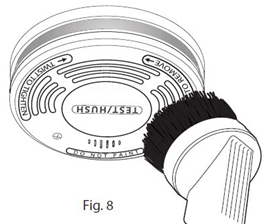 TWIST TO TIGHTEN
TO REMOVE
TEST/HUSH
DO NOT PAINT
Fig. 8